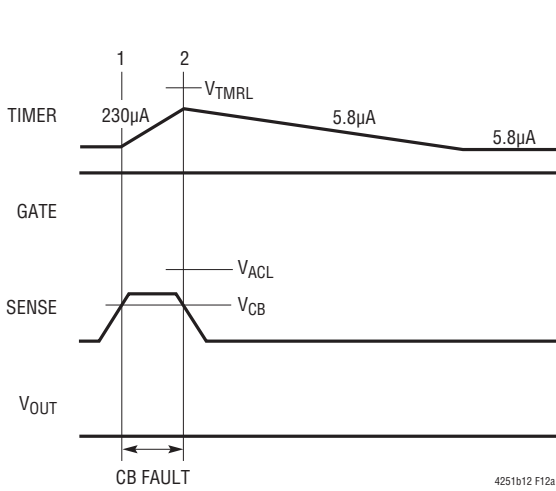 1 2
VTMRL
TIMER 230µA 5.8µA 5.8µA
GATE
VACL
SENSE VCB
VOUT
CB FAULT
4251b12 F12a